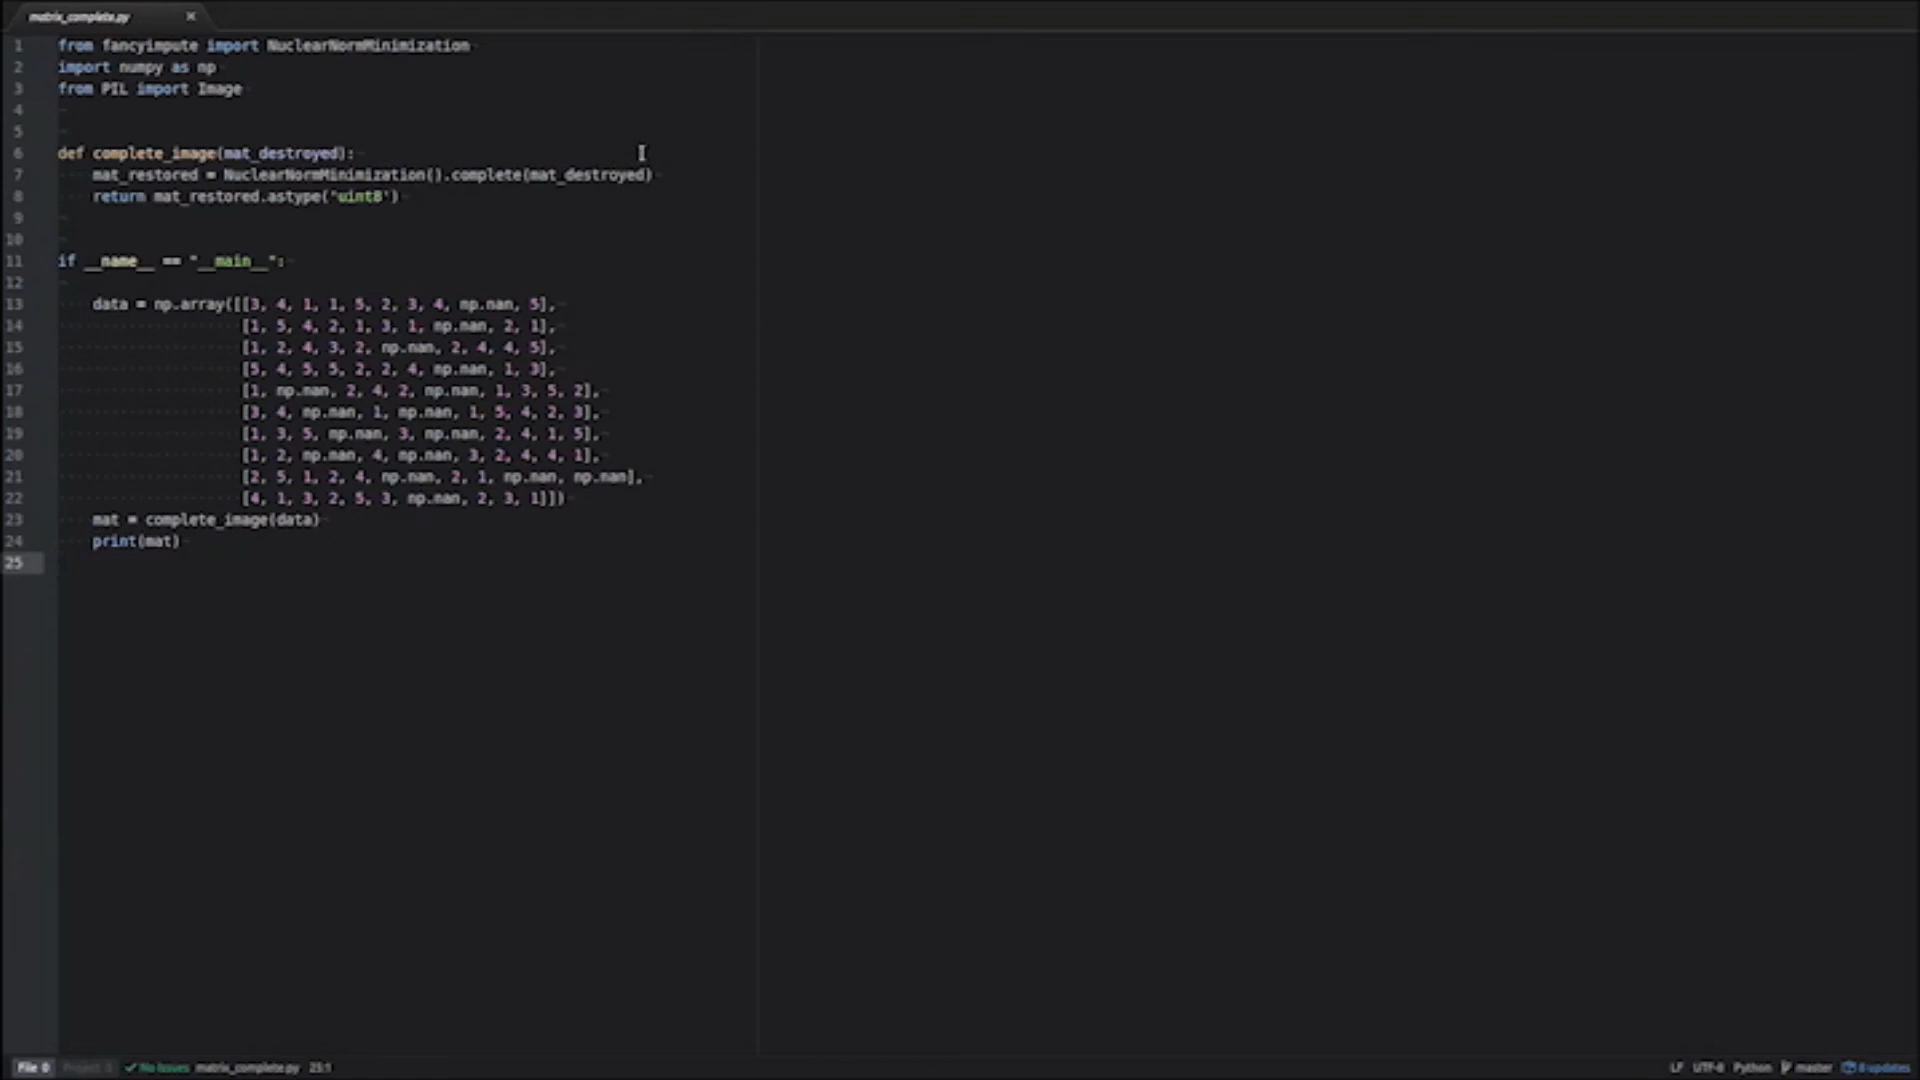 matrix_complete.py ×
1 from fancyimpute import NuclearNormMinimization
2 import numpy as np
3 from PIL import Image
4
5
6 def complete_image(mat_destroyed):
7 mat_restored = NuclearNormMinimization().complete(mat_destroyed)
8 return mat_restored.astype('uint8')
9
10
11 if __name__ == "__main__":
12
13 data = np.array([[3, 4, 1, 1, 5, 2, 3, 4, np.nan, 5],
14 [1, 5, 4, 2, 1, 3, 1, np.nan, 2, 1],
15 [1, 2, 4, 3, 2, np.nan, 2, 4, 4, 5],
16 [5, 4, 5, 5, 2, 2, 4, np.nan, 1, 3],
17 [1, np.nan, 2, 4, 2, np.nan, 1, 3, 5, 2],
18 [3, 4, np.nan, 1, np.nan, 1, 5, 4, 2, 3],
19 [1, 3, 5, np.nan, 3, np.nan, 2, 4, 1, 5],
20 [1, 2, np.nan, 4, np.nan, 3, 2, 4, 4, 1],
21 [2, 5, 1, 2, 4, np.nan, 2, 1, np.nan, np.nan],
22 [4, 1, 3, 2, 5, 3, np.nan, 2, 3, 1]])
23 mat = complete_image(data)
24 print(mat)
25
File 0 Project 0 No Issues matrix_complete.py 25:1 LF UTF-8 Python master 8 updates